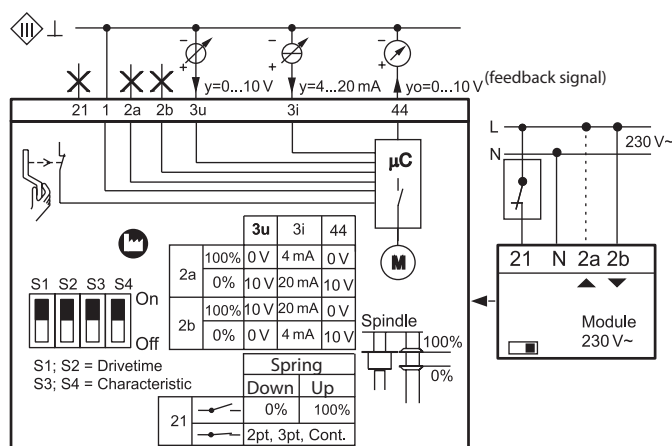 III
− − −
+ + +
y=0...10 V y=4...20 mA yo=0...10 V (feedback signal)
21 1 2a 2b 3u 3i 44
L
N
230 V~
µC
M
21 N 2a 2b
Module
230 V~
3u 3i 44
2a 100% 0 V 4 mA 0 V
0% 10 V 20 mA 10 V
2b 100% 10 V 20 mA 0 V
0% 0 V 4 mA 10 V
S1 S2 S3 S4
On
Off
S1; S2 = Drivetime
S3; S4 = Characteristic
Spindle
100%
0%
Spring
Down Up
21 0% 100%
2pt, 3pt, Cont.